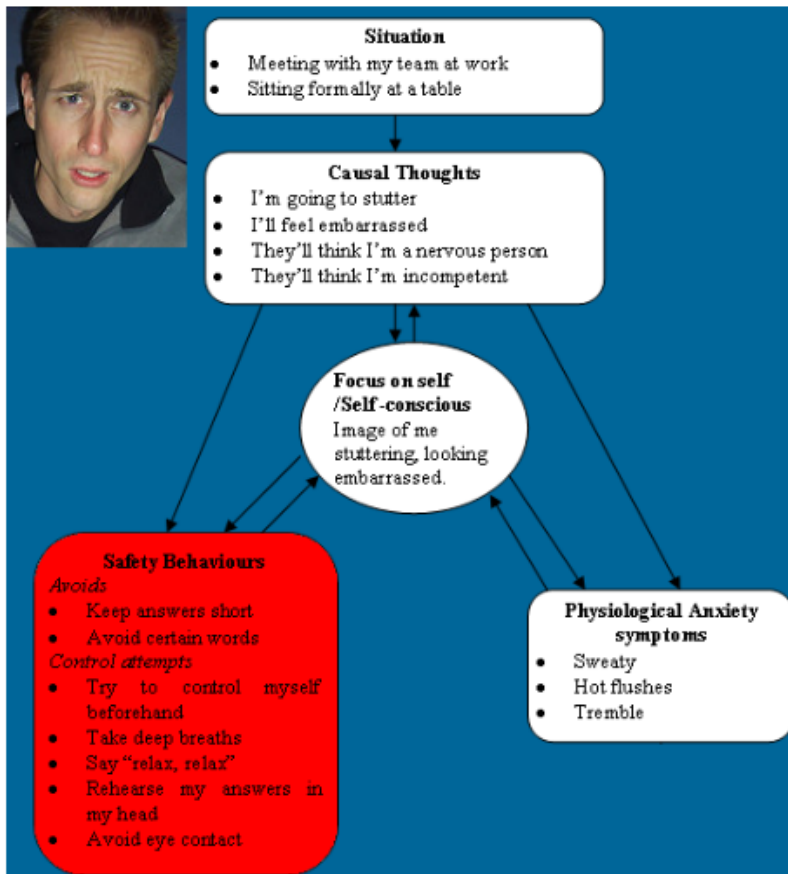 Situation
● Meeting with my team at work
● Sitting formally at a table
Causal Thoughts
● I'm going to stutter
● I'll feel embarrassed
● They'll think I'm a nervous person
● They'll think I'm incompetent
Focus on self
/Self-conscious
Image of me
stuttering, looking
embarrassed.
Safety Behaviours
Avoids
● Keep answers short
● Avoid certain words
Control attempts
● Try to control myself
beforehand
● Take deep breaths
● Say “relax, relax”
● Rehearse my answers in
my head
● Avoid eye contact
Physiological Anxiety
symptoms
● Sweaty
● Hot flushes
● Tremble